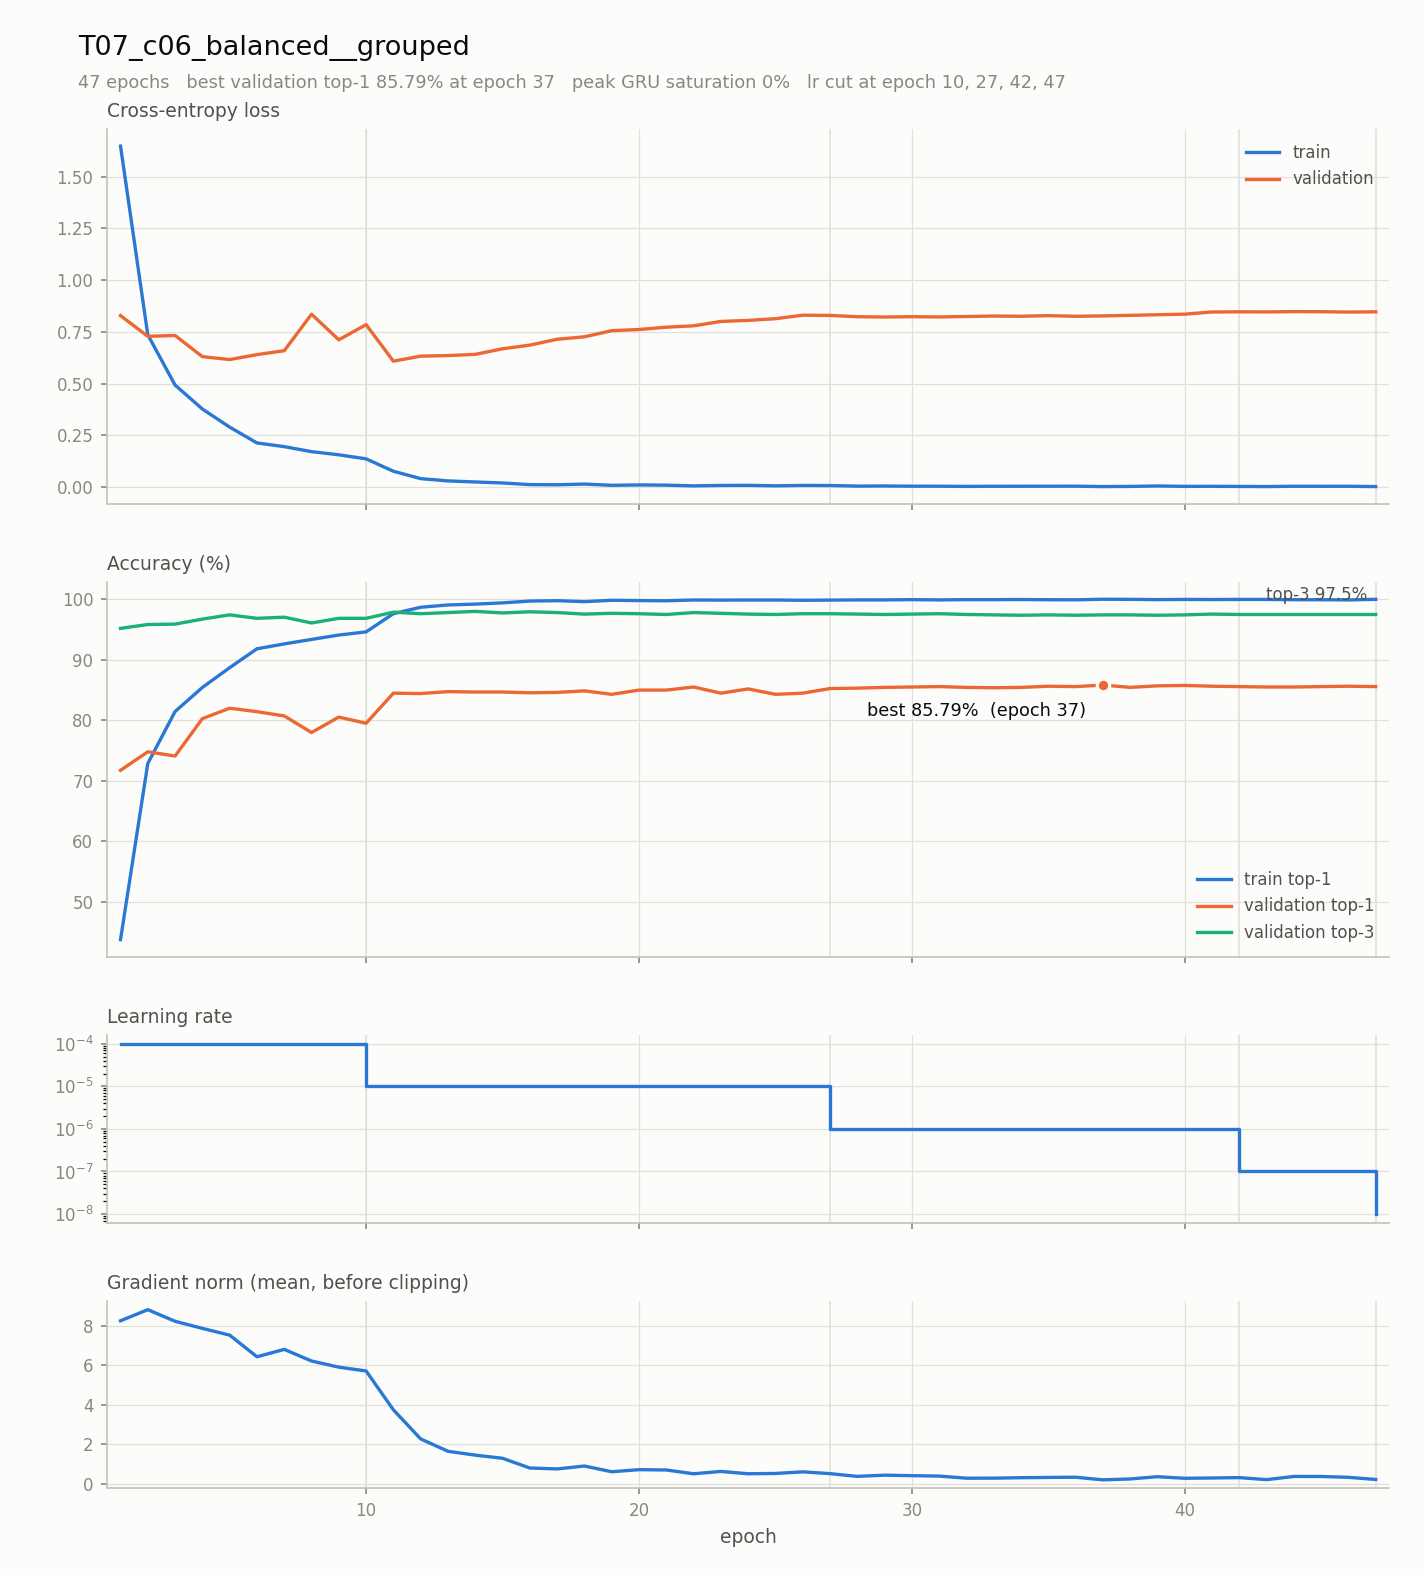 T07_c06_balanced__grouped
47 epochs   best validation top-1 85.79% at epoch 37   peak GRU saturation 0%   lr cut at epoch 10, 27, 42, 47
Cross-entropy loss
train
validation
1.50
1.25
1.00
0.75
0.50
0.25
0.00
Accuracy (%)
top-3 97.5%
100
90
80
70
60
50
best 85.79%  (epoch 37)
train top-1
validation top-1
validation top-3
Learning rate
10⁻⁴
10⁻⁵
10⁻⁶
10⁻⁷
10⁻⁸
Gradient norm (mean, before clipping)
8
6
4
2
0
10 20 30 40
epoch